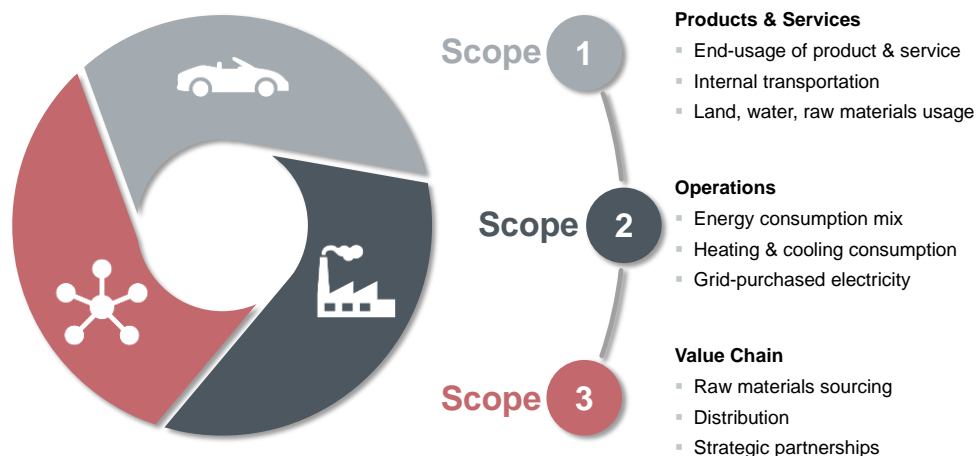 Scope 1
Products & Services
▪ End-usage of product & service
▪ Internal transportation
▪ Land, water, raw materials usage
Scope 2
Operations
▪ Energy consumption mix
▪ Heating & cooling consumption
▪ Grid-purchased electricity
Scope 3
Value Chain
▪ Raw materials sourcing
▪ Distribution
▪ Strategic partnerships